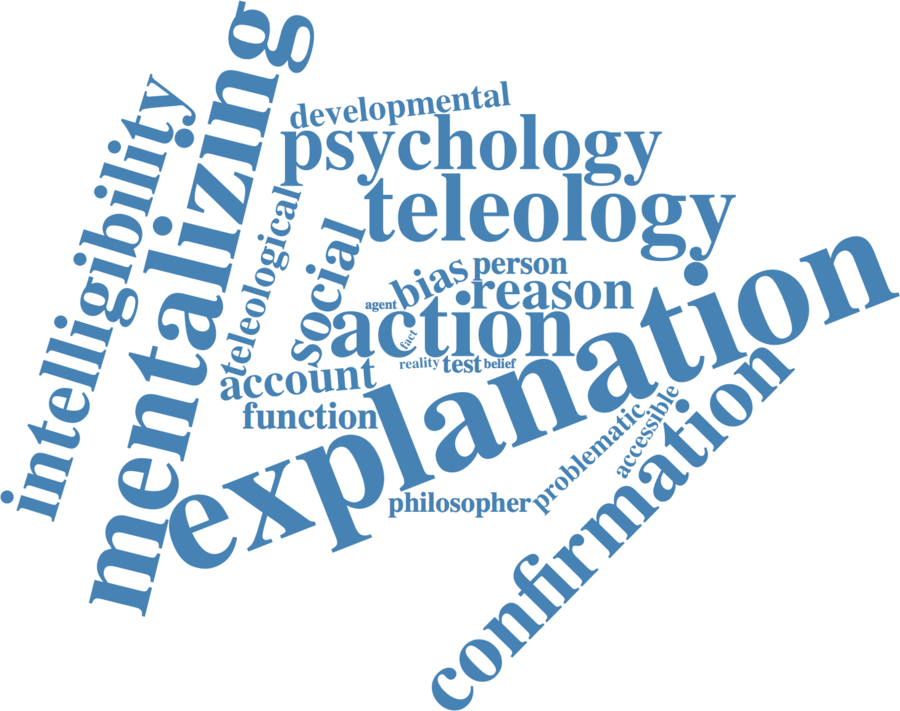 developmental
psychology
teleology
intelligibility
mentalizing
teleological
social
bias
person
agent
reason
action
fact
reality
test
belief
account
function
explanation
philosopher
problematic
accessible
confirmation